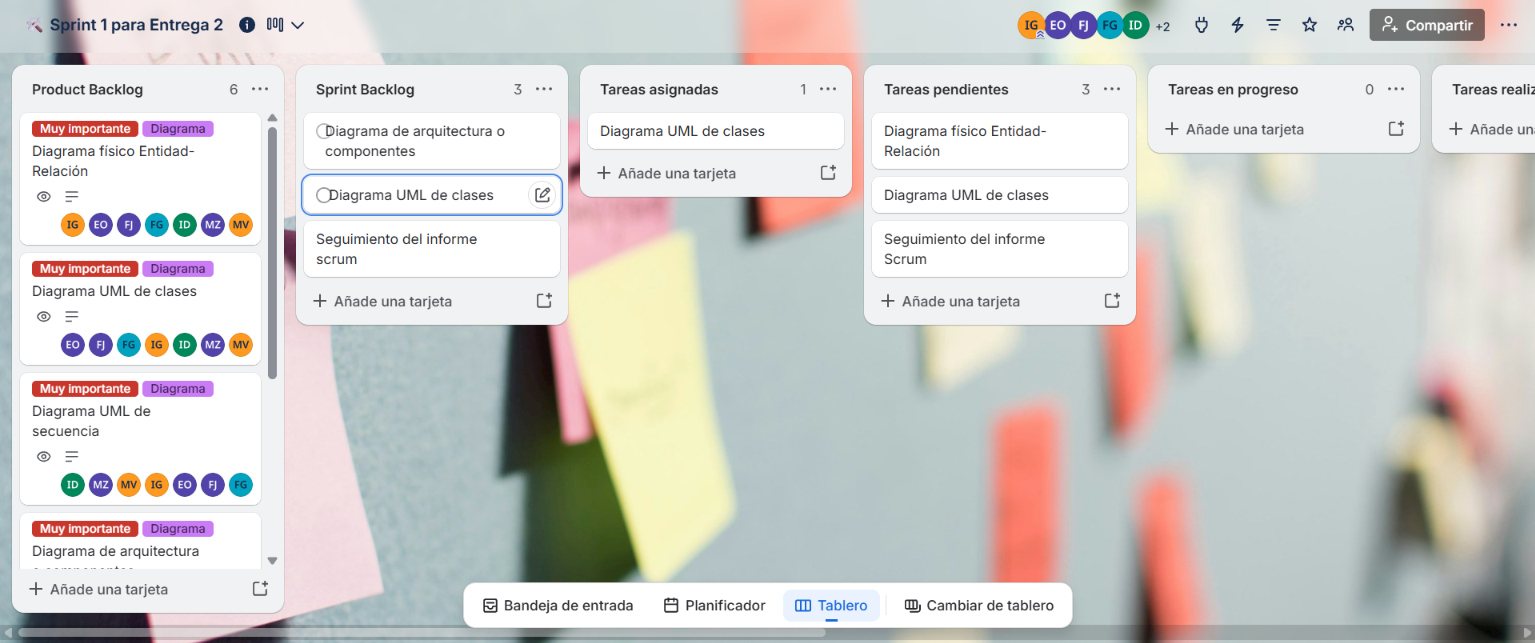 Sprint 1 para Entrega 2
IG EO FJ FG ID +2
Compartir
Product Backlog 6
Muy importante Diagrama
Diagrama físico Entidad-
Relación
IG EO FJ FG ID MZ MV
Muy importante Diagrama
Diagrama UML de clases
EO FJ FG IG ID MZ MV
Muy importante Diagrama
Diagrama UML de
secuencia
ID MZ MV IG EO FJ FG
Muy importante Diagrama
Diagrama de arquitectura
Añade una tarjeta
Sprint Backlog 3
Diagrama de arquitectura o
componentes
Diagrama UML de clases
Seguimiento del informe
scrum
Añade una tarjeta
Tareas asignadas 1
Diagrama UML de clases
Añade una tarjeta
Tareas pendientes 3
Diagrama físico Entidad-
Relación
Diagrama UML de clases
Seguimiento del informe
Scrum
Añade una tarjeta
Tareas en progreso 0
Añade una tarjeta
Tareas realiz
Añade un
Bandeja de entrada
Planificador
Tablero
Cambiar de tablero